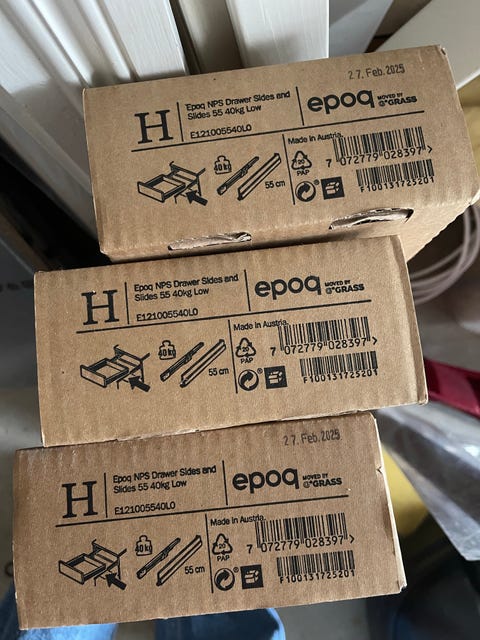 27. Feb. 2025
H
Epoq NPS Drawer Sides and
Slides 55 40kg Low
E121005540L0
epoq MOVED BY
GRASS
Made in Austria
40kg
55 cm
20
PAP
7 072779 028397 >
F100131725201
H
Epoq NPS Drawer Sides and
Slides 55 40kg Low
E121005540L0
epoq MOVED BY
GRASS
Made in Austria
40kg
55 cm
20
PAP
7 072779 028397 >
F100131725201
27. Feb. 2025
H
Epoq NPS Drawer Sides and
Slides 55 40kg Low
E121005540L0
epoq MOVED BY
GRASS
Made in Austria
40kg
55 cm
20
PAP
7 072779 028397 >
F100131725201